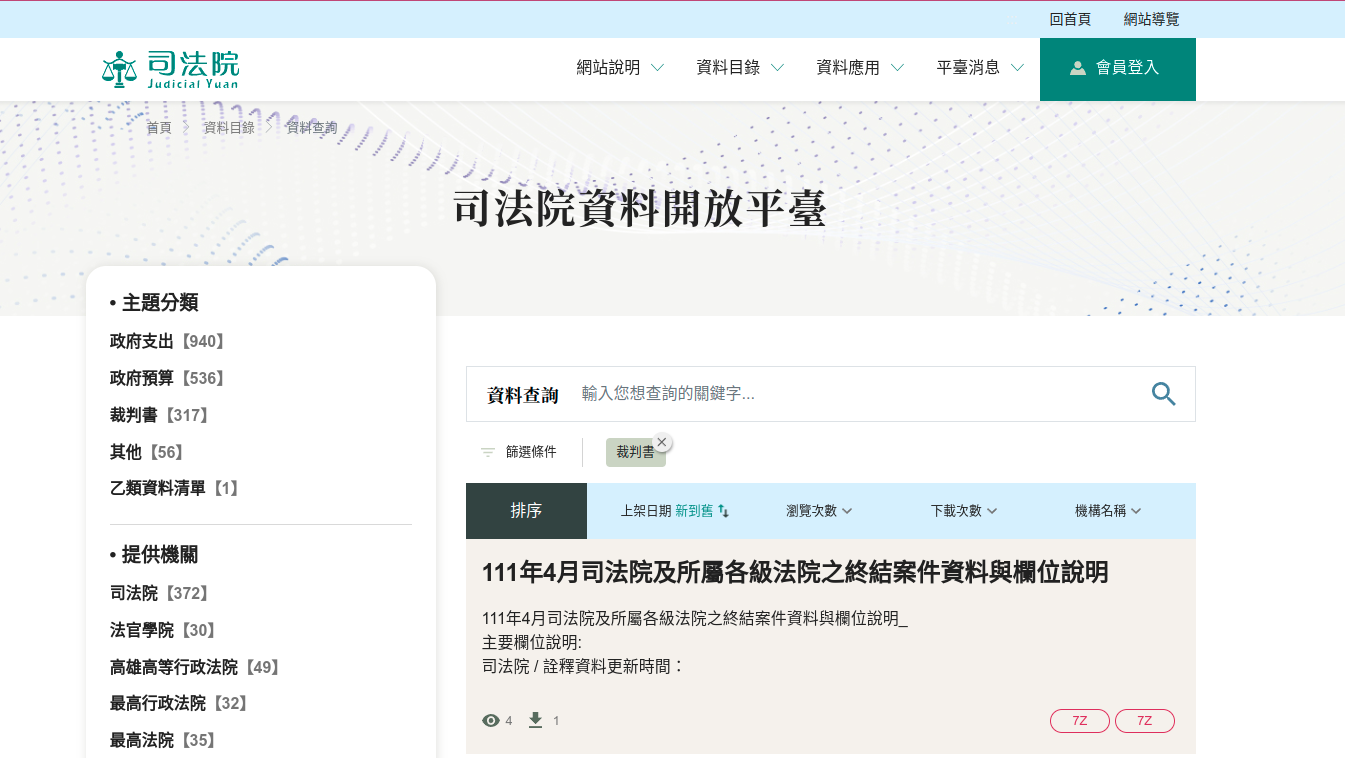 回首頁 網站導覽
司法院
Judicial Yuan
網站說明 資料目錄 資料應用 平臺消息 會員登入
首頁 資料目錄 資料查詢
司法院資料開放平臺
• 主題分類
政府支出【940】
政府預算【536】
裁判書【317】
其他【56】
乙類資料清單【1】
• 提供機關
司法院【372】
法官學院【30】
高雄高等行政法院【49】
最高行政法院【32】
最高法院【35】
資料查詢 輸入您想查詢的關鍵字...
篩選條件 裁判書
排序 上架日期 新到舊 瀏覽次數 下載次數 機構名稱
111年4月司法院及所屬各級法院之終結案件資料與欄位說明
111年4月司法院及所屬各級法院之終結案件資料與欄位說明_
主要欄位說明:
司法院 / 詮釋資料更新時間：
4 1 7Z 7Z